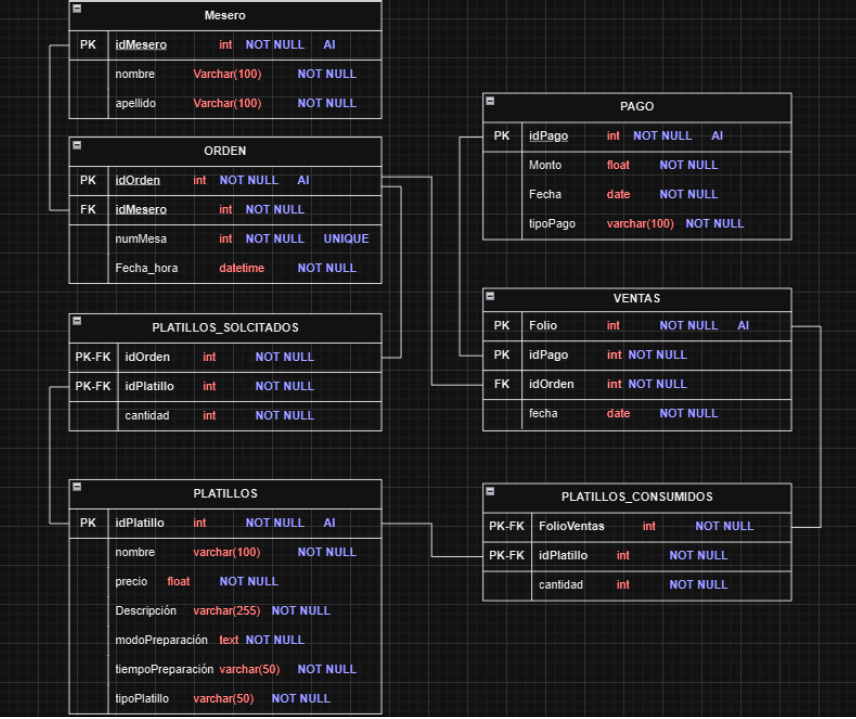 Mesero
PK idMesero int NOT NULL AI
nombre Varchar(100) NOT NULL
apellido Varchar(100) NOT NULL
ORDEN
PK idOrden int NOT NULL AI
FK idMesero int NOT NULL
numMesa int NOT NULL UNIQUE
Fecha_hora datetime NOT NULL
PLATILLOS_SOLCITADOS
PK-FK idOrden int NOT NULL
PK-FK idPlatillo int NOT NULL
cantidad int NOT NULL
PLATILLOS
PK idPlatillo int NOT NULL AI
nombre varchar(100) NOT NULL
precio float NOT NULL
Descripción varchar(255) NOT NULL
modoPreparación text NOT NULL
tiempoPreparación varchar(50) NOT NULL
tipoPlatillo varchar(50) NOT NULL
PAGO
PK idPago int NOT NULL AI
Monto float NOT NULL
Fecha date NOT NULL
tipoPago varchar(100) NOT NULL
VENTAS
PK Folio int NOT NULL AI
PK idPago int NOT NULL
FK idOrden int NOT NULL
fecha date NOT NULL
PLATILLOS_CONSUMIDOS
PK-FK FolioVentas int NOT NULL
PK-FK idPlatillo int NOT NULL
cantidad int NOT NULL